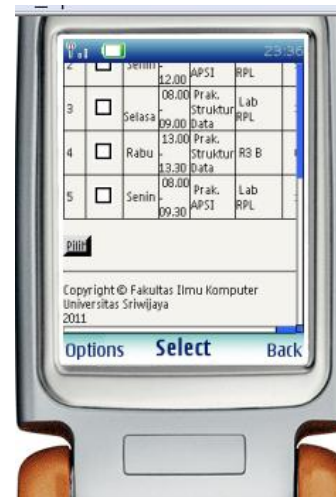 23:36
2 Senin - 12.00 APSI RPL
3 Selasa 08.00 - 09.00 Prak. Struktur Data Lab RPL
4 Rabu 13.00 - 13.30 Prak. Struktur Data R3 B
5 Senin 08.00 - 09.30 Prak. APSI Lab RPL
Pilih
Copyright © Fakultas Ilmu Komputer
Universitas Sriwijaya
2011
Options Select Back